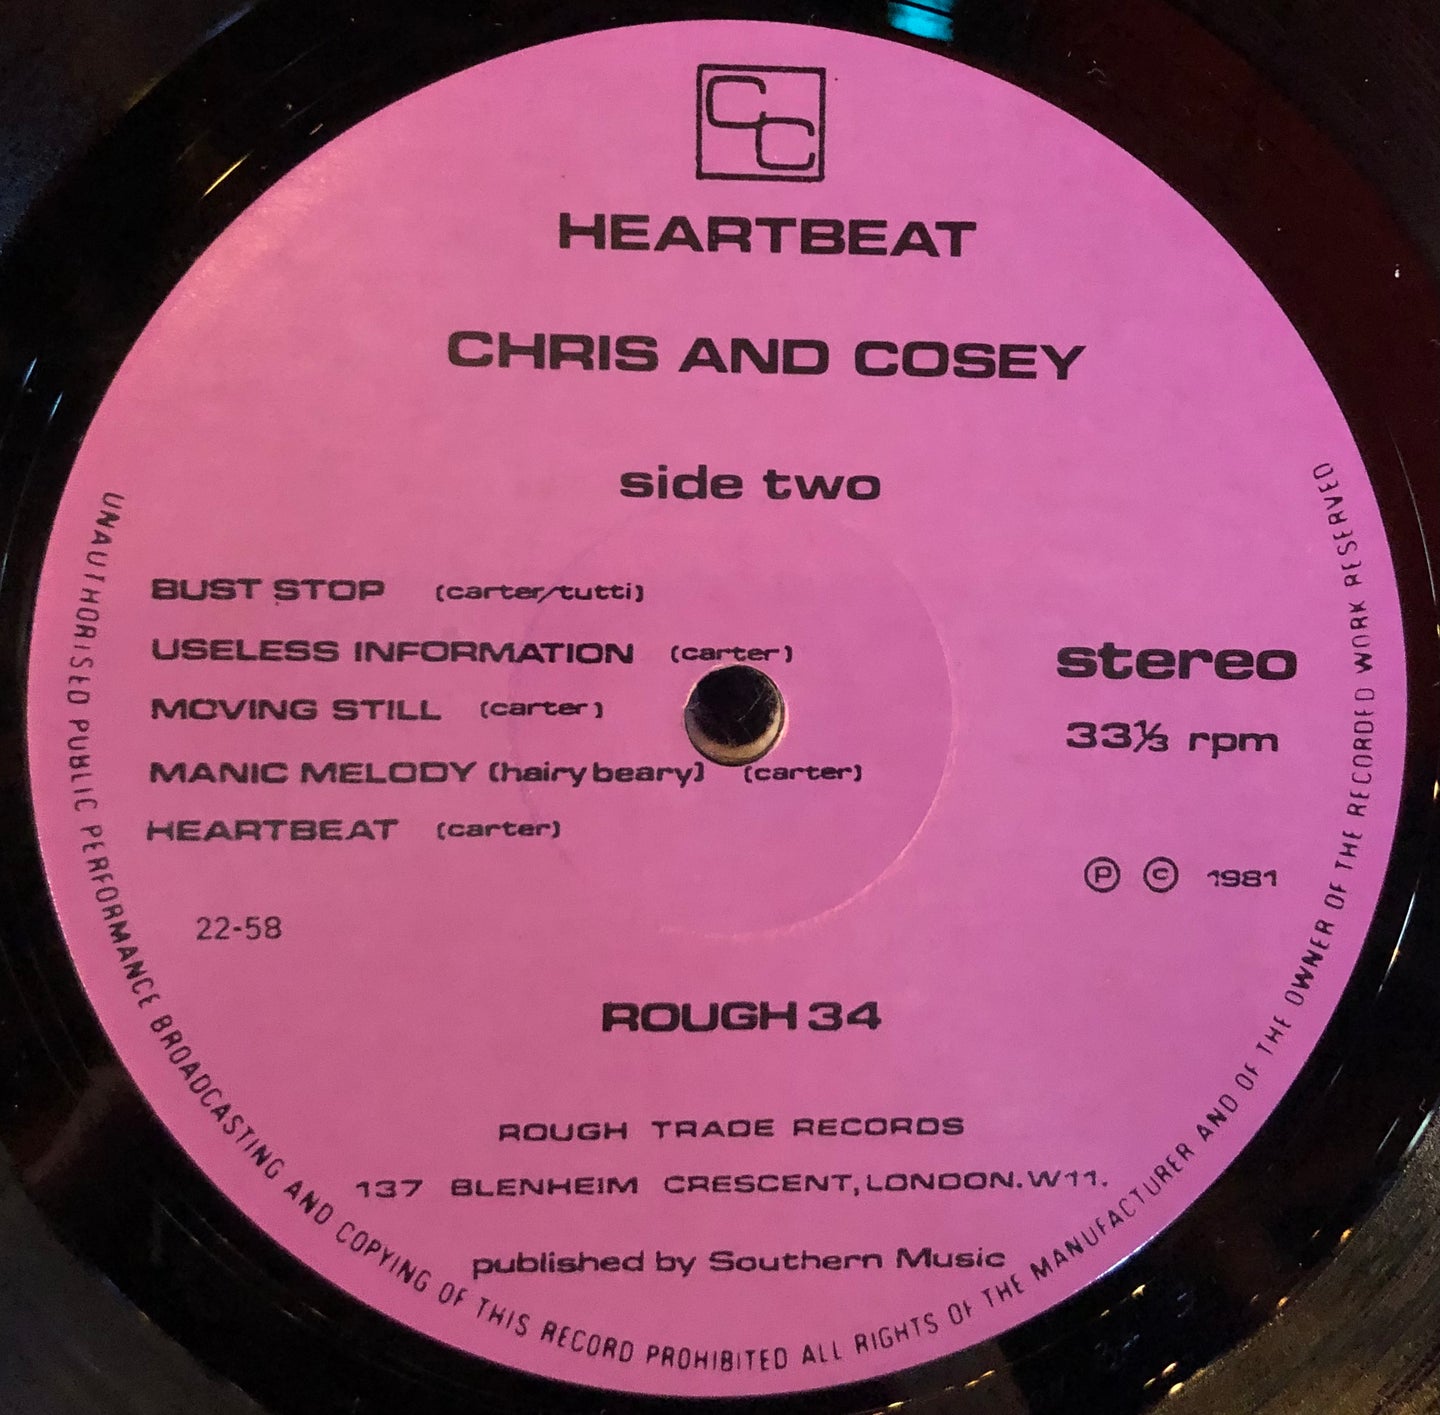 CC
HEARTBEAT
CHRIS AND COSEY
side two
BUST STOP (carter/tutti)
USELESS INFORMATION (carter)
MOVING STILL (carter)
MANIC MELODY (hairy beary) (carter)
HEARTBEAT (carter)
22-58
stereo
33⅓ rpm
Ⓟ © 1981
ROUGH 34
ROUGH TRADE RECORDS
137 BLENHEIM CRESCENT, LONDON. W11.
published by Southern Music
UNAUTHORISED PUBLIC PERFORMANCE BROADCASTING AND COPYING OF THIS RECORD PROHIBITED ALL RIGHTS OF THE MANUFACTURER AND OF THE OWNER OF THE RECORDED WORK RESERVED